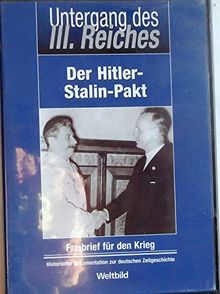 Untergang des
III. Reiches
Der Hitler-
Stalin-Pakt
Freibrief für den Krieg
Historische Dokumentation zur deutschen Zeitgeschichte
Weltbild